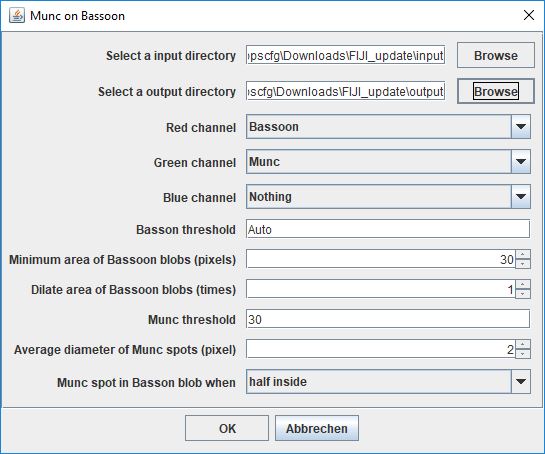 Munc on Bassoon
Select a input directory opscfg\Downloads\FIJI_update\input Browse
Select a output directory opscfg\Downloads\FIJI_update\output Browse
Red channel Bassoon
Green channel Munc
Blue channel Nothing
Basson threshold Auto
Minimum area of Bassoon blobs (pixels) 30
Dilate area of Bassoon blobs (times) 1
Munc threshold 30
Average diameter of Munc spots (pixel) 2
Munc spot in Basson blob when half inside
OK Abbrechen